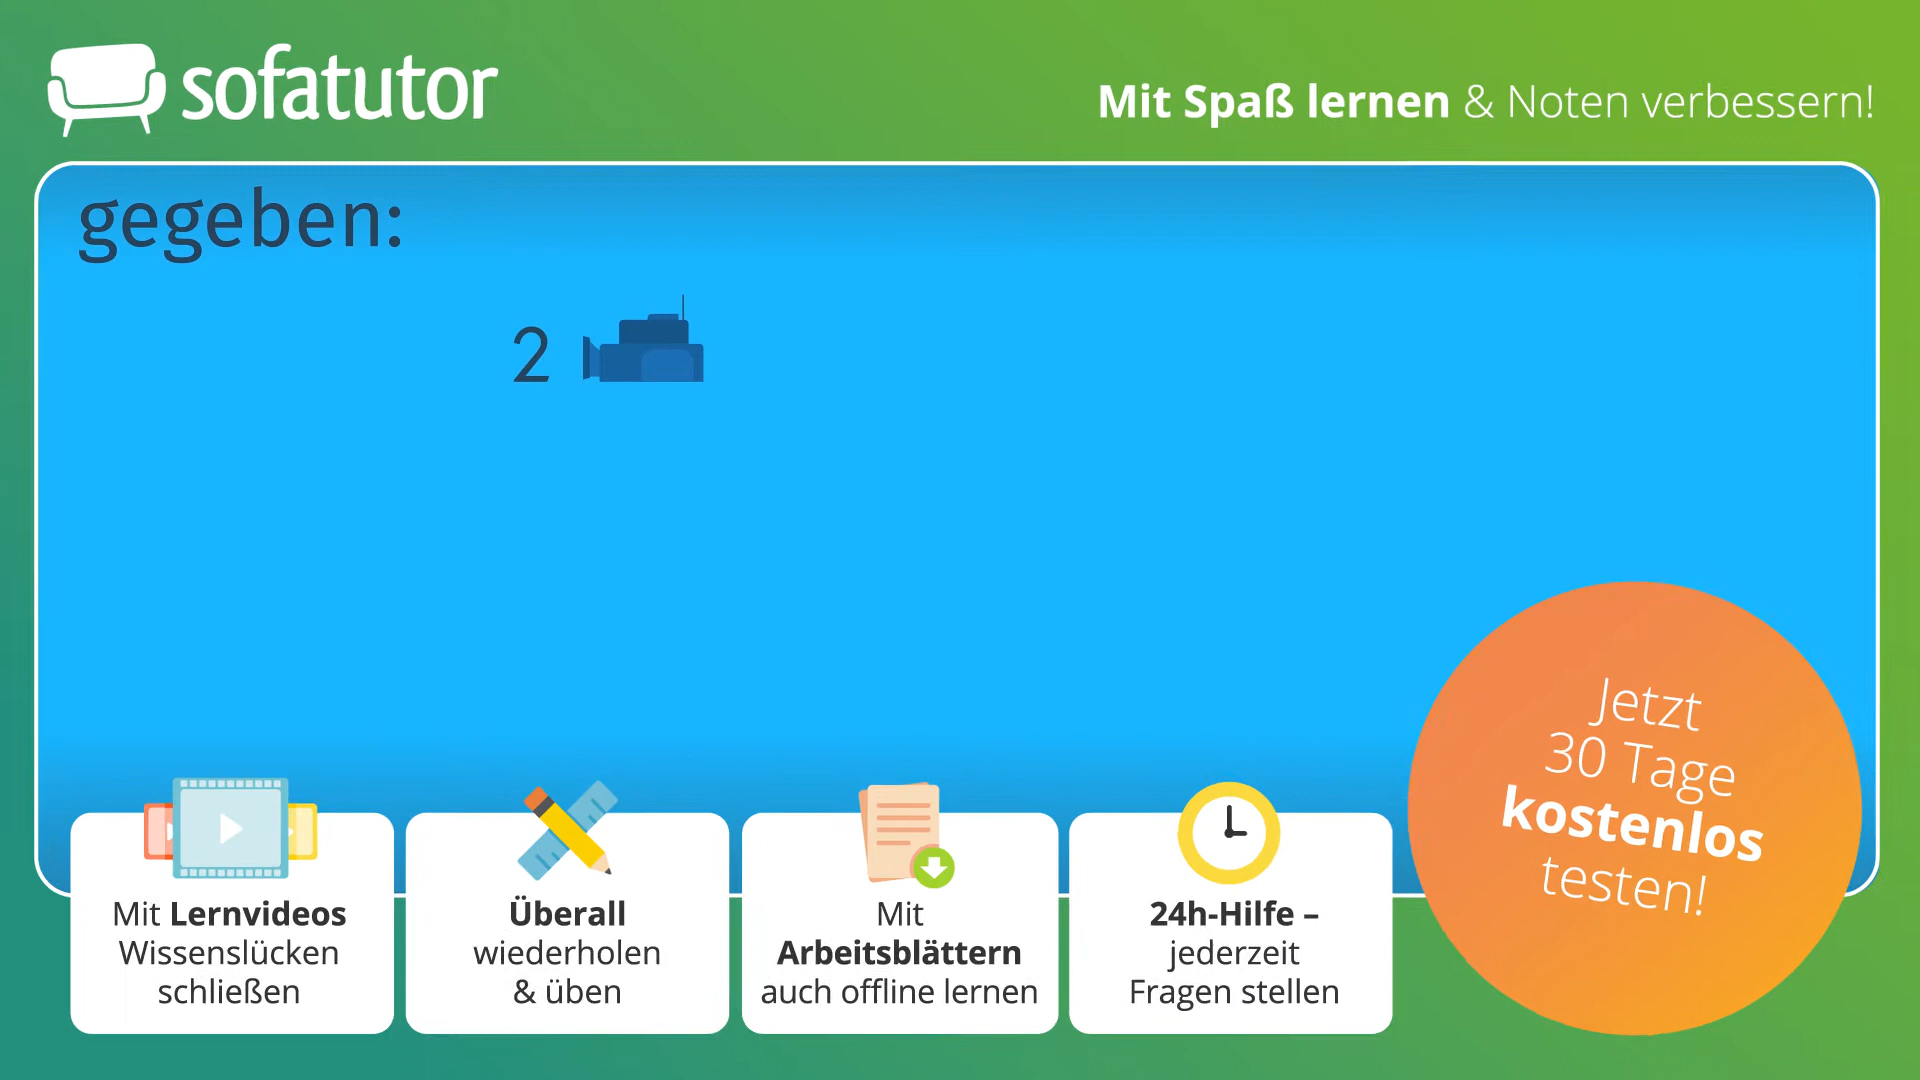 sofatutor
Mit Spaß lernen & Noten verbessern!
gegeben:
2
Jetzt
30 Tage
kostenlos
testen!
Mit Lernvideos
Wissenslücken
schließen
Überall
wiederholen
& üben
Mit
Arbeitsblättern
auch offline lernen
24h-Hilfe –
jederzeit
Fragen stellen